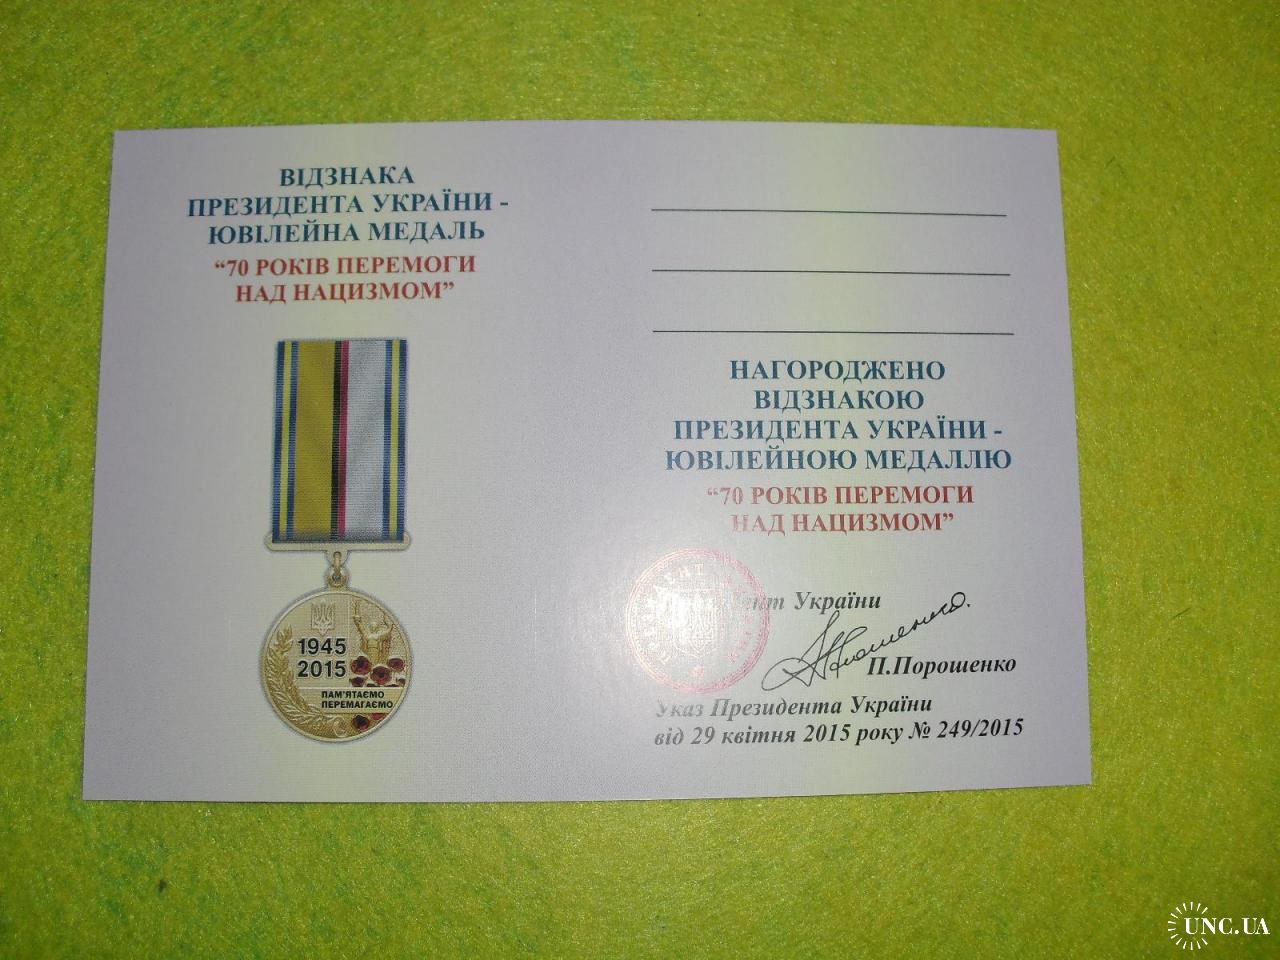 ВІДЗНАКА
ПРЕЗИДЕНТА УКРАЇНИ -
ЮВІЛЕЙНА МЕДАЛЬ
“70 РОКІВ ПЕРЕМОГИ
НАД НАЦИЗМОМ”
1945
2015
ПАМ'ЯТАЄМО
ПЕРЕМАГАЄМО
НАГОРОДЖЕНО
ВІДЗНАКОЮ
ПРЕЗИДЕНТА УКРАЇНИ -
ЮВІЛЕЙНОЮ МЕДАЛЛЮ
“70 РОКІВ ПЕРЕМОГИ
НАД НАЦИЗМОМ”
України
П.Порошенко
Указ Президента України
від 29 квітня 2015 року № 249/2015
UNC.UA